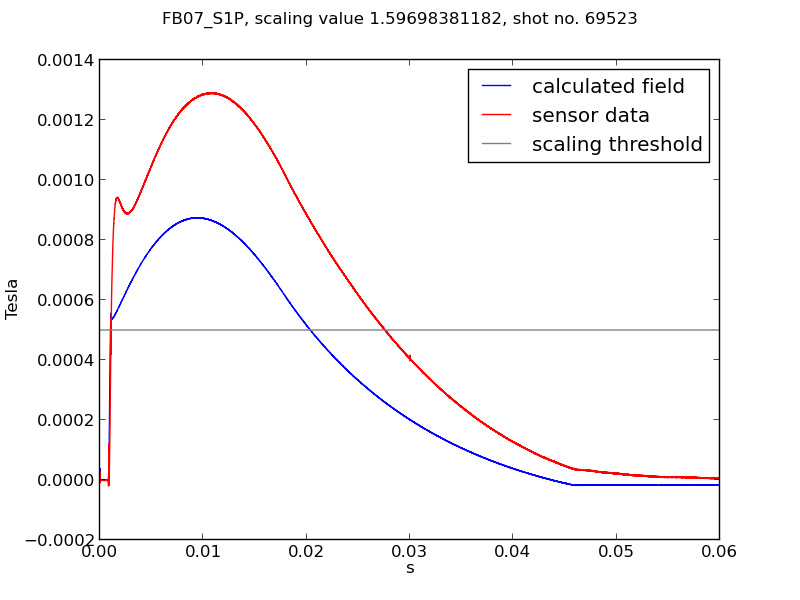 FB07_S1P, scaling value 1.59698381182, shot no. 69523
calculated field
sensor data
scaling threshold
0.0014
0.0012
0.0010
0.0008
0.0006
0.0004
0.0002
0.0000
−0.0002
Tesla
0.00
0.01
0.02
0.03
0.04
0.05
0.06
s